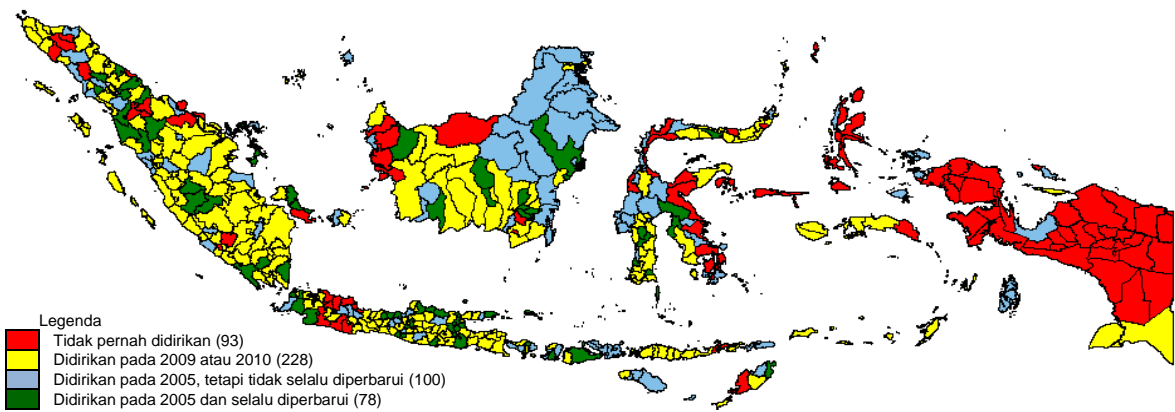 Legenda
Tidak pernah didirikan (93)
Didirikan pada 2009 atau 2010 (228)
Didirikan pada 2005, tetapi tidak selalu diperbarui (100)
Didirikan pada 2005 dan selalu diperbarui (78)